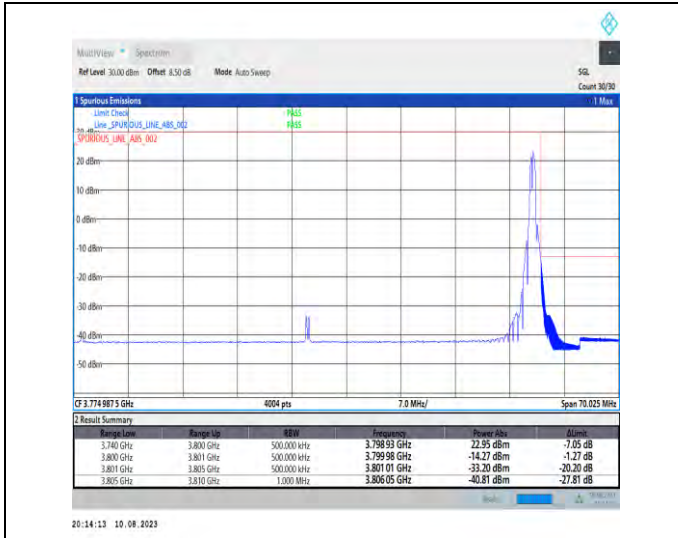 MultiView Spectrum
Ref Level 30.00 dBm Offset 8.50 dB Mode Auto Sweep SGL
Count 30/30
1 Spurious Emissions 1 Max
Limit Check PASS
Line _SPURIOUS_LINE_ABS_002 PASS
_SPURIOUS_LINE_ABS_002
20 dBm
10 dBm
0 dBm
-10 dBm
-20 dBm
-30 dBm
-40 dBm
-50 dBm
CF 3.774 987 5 GHz 4004 pts 7.0 MHz/ Span 70.025 MHz
2 Result Summary
Range Low Range Up RBW Frequency Power Abs ΔLimit
3.740 GHz 3.800 GHz 500.000 kHz 3.798 93 GHz 22.95 dBm -7.05 dB
3.800 GHz 3.801 GHz 500.000 kHz 3.799 98 GHz -14.27 dBm -1.27 dB
3.801 GHz 3.805 GHz 500.000 kHz 3.801 01 GHz -33.20 dBm -20.20 dB
3.805 GHz 3.810 GHz 1.000 MHz 3.806 05 GHz -40.81 dBm -27.81 dB
20:14:13 10.08.2023